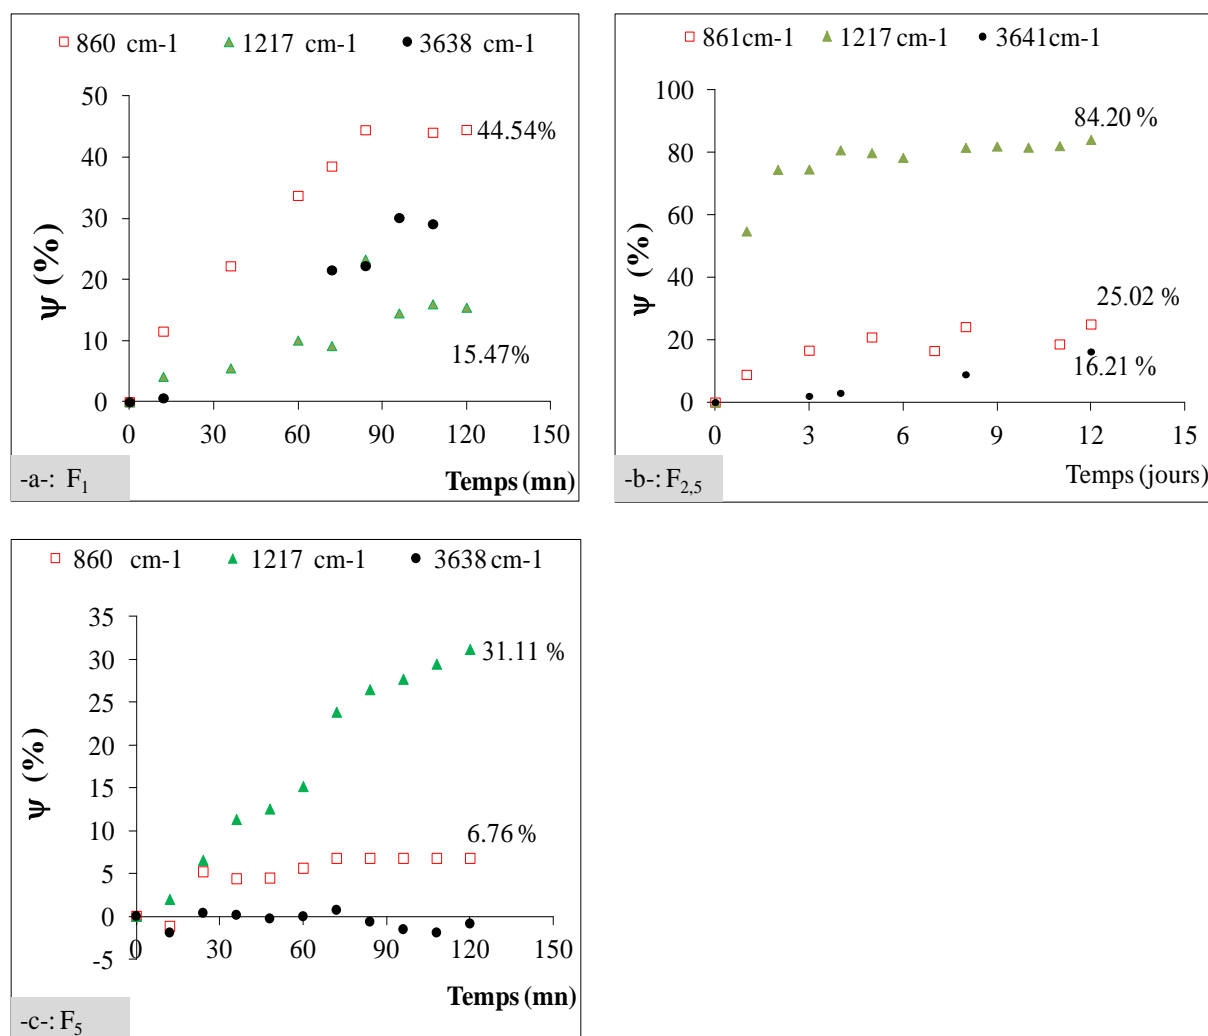 860 cm-1 1217 cm-1 3638 cm-1
50
40
30
20
10
0
ψ (%)
44.54%
15.47%
0 30 60 90 120 150
Temps (mn)
-a-: F1
861cm-1 1217 cm-1 3641cm-1
100
80
60
40
20
0
ψ (%)
84.20 %
25.02 %
16.21 %
0 3 6 9 12 15
Temps (jours)
-b-: F2,5
860 cm-1 1217 cm-1 3638 cm-1
35
30
25
20
15
10
5
0
-5
ψ (%)
31.11 %
6.76 %
0 30 60 90 120 150
Temps (mn)
-c-: F5